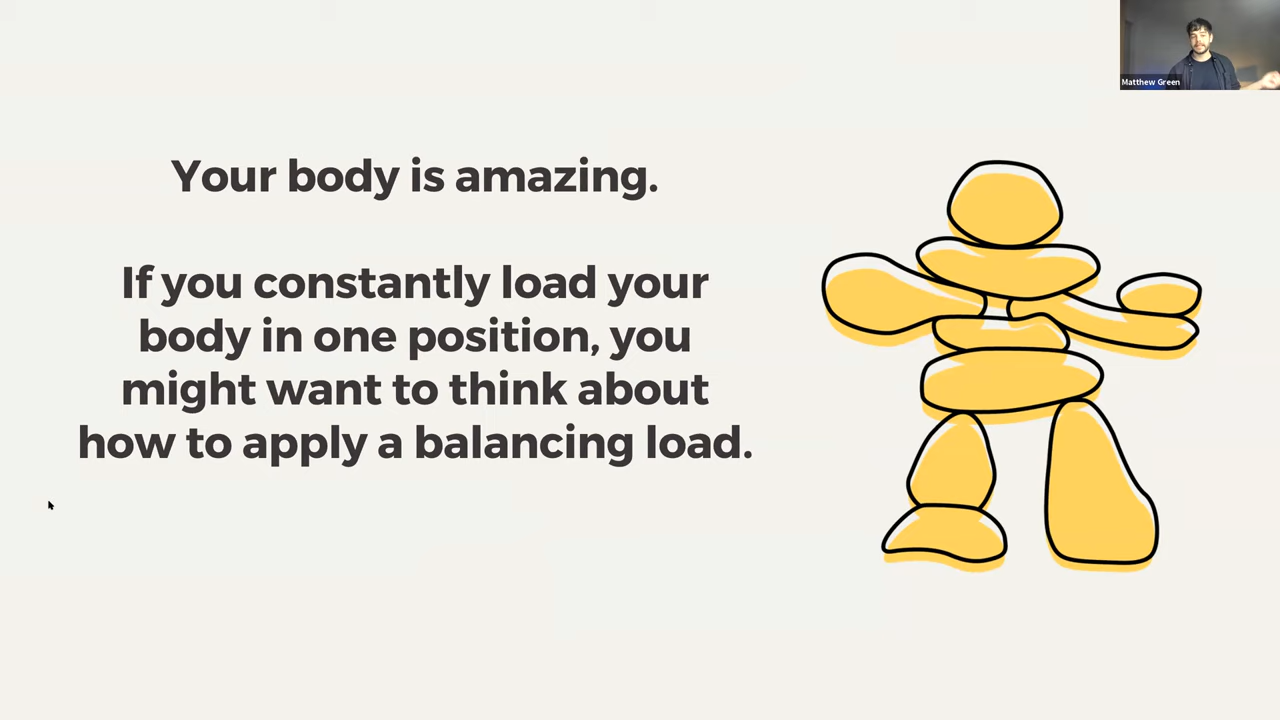 Matthew Green
Your body is amazing.
If you constantly load your
body in one position, you
might want to think about
how to apply a balancing load.